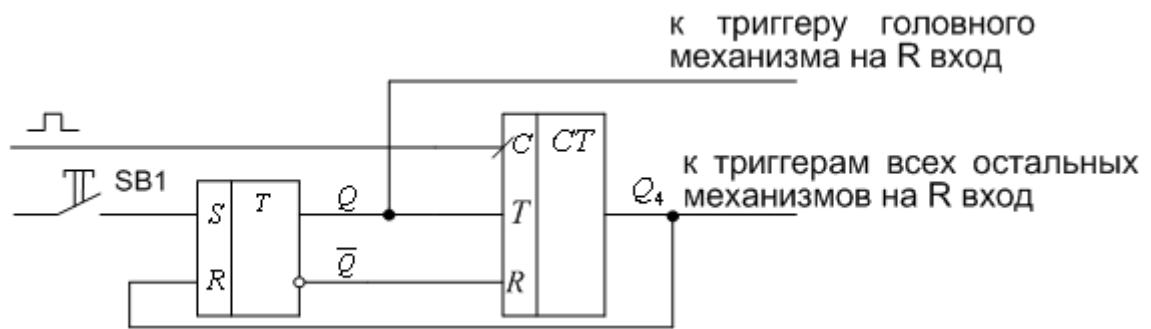 к триггеру головного
механизма на R вход
C CT
к триггерам всех остальных
механизмов на R вход
SB1
Q₄
S T Q T
R Q̅ R